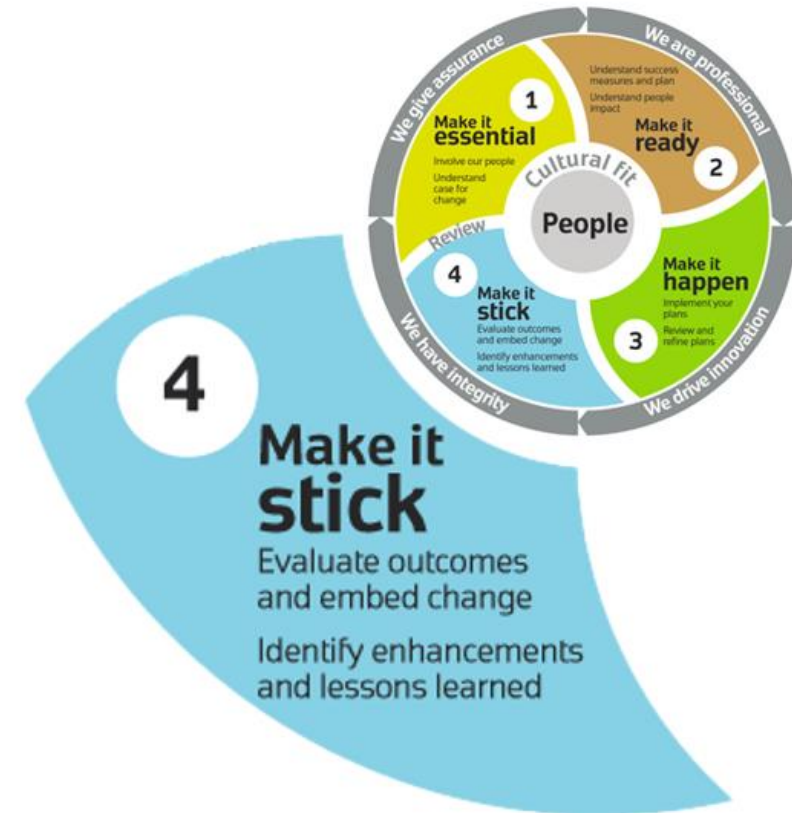 We give assurance
We are professional
We drive innovation
We have integrity
1
Make it
essential
Involve our people
Understand
case for
change
Understand success
measures and plan
Understand people
impact
Make it
ready
2
Cultural fit
People
Review
Make it
happen
Implement your
plans
Review and
refine plans
3
4
Make it
stick
Evaluate outcomes
and embed change
Identify enhancements
and lessons learned
4
Make it
stick
Evaluate outcomes
and embed change
Identify enhancements
and lessons learned